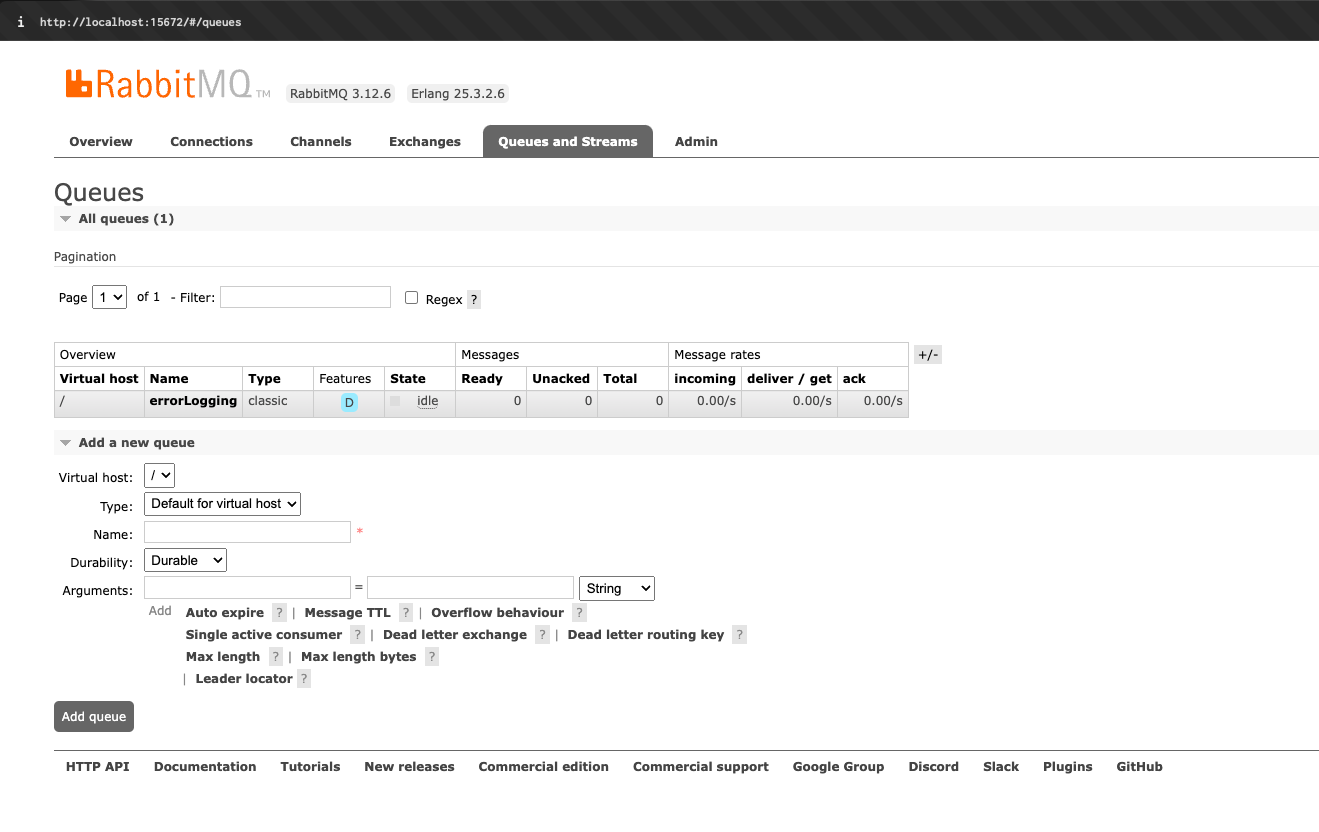 i http://localhost:15672/#/queues
RabbitMQ TM RabbitMQ 3.12.6 Erlang 25.3.2.6
Overview Connections Channels Exchanges Queues and Streams Admin
Queues
All queues (1)
Pagination
Page 1 of 1 - Filter: Regex ?
Overview Messages Message rates +/-
Virtual host Name Type Features State Ready Unacked Total incoming deliver / get ack
/ errorLogging classic D idle 0 0 0 0.00/s 0.00/s 0.00/s
Add a new queue
Virtual host: /
Type: Default for virtual host
Name: *
Durability: Durable
Arguments: = String
Add Auto expire ? | Message TTL ? | Overflow behaviour ?
Single active consumer ? | Dead letter exchange ? | Dead letter routing key ?
Max length ? | Max length bytes ?
| Leader locator ?
Add queue
HTTP API Documentation Tutorials New releases Commercial edition Commercial support Google Group Discord Slack Plugins GitHub